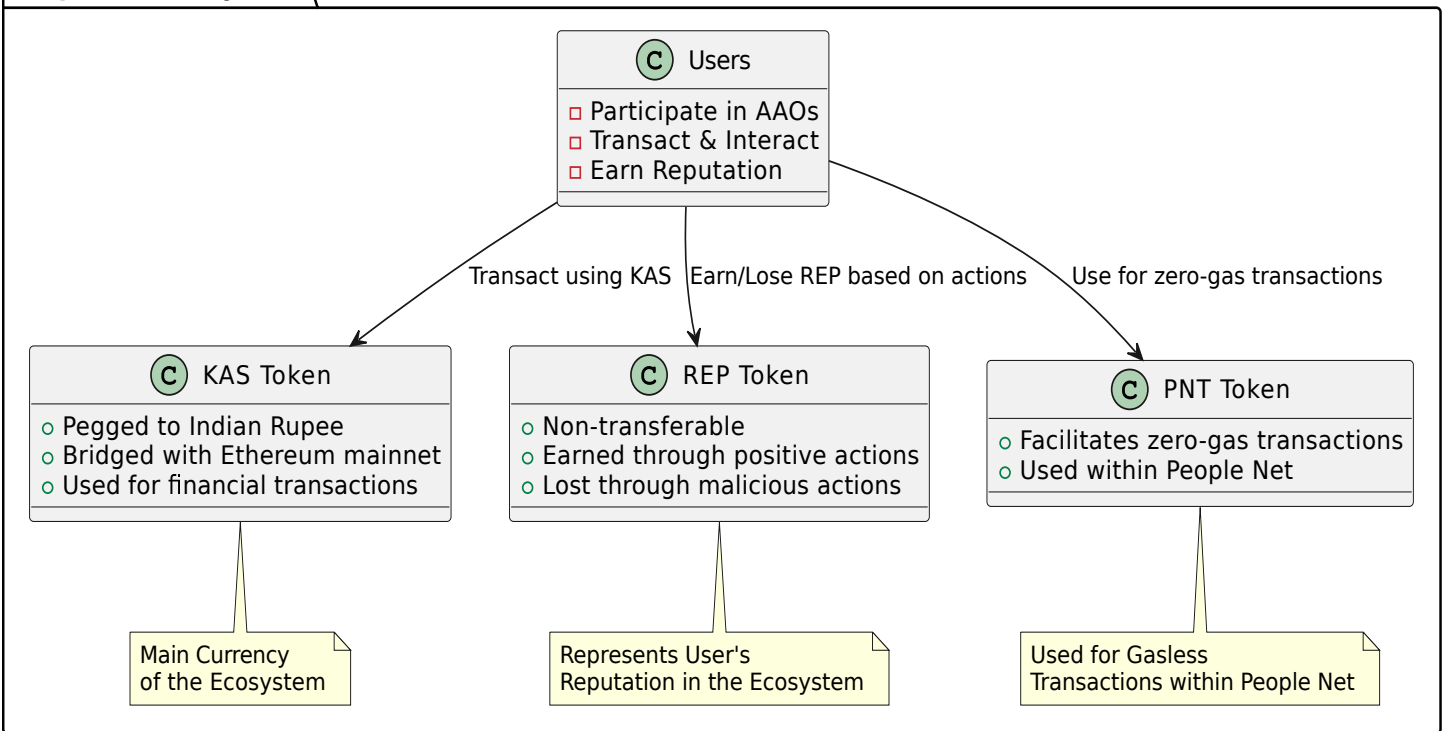 C Users
Participate in AAOs
Transact & Interact
Earn Reputation
Transact using KAS
Earn/Lose REP based on actions
Use for zero-gas transactions
C KAS Token
Pegged to Indian Rupee
Bridged with Ethereum mainnet
Used for financial transactions
C REP Token
Non-transferable
Earned through positive actions
Lost through malicious actions
C PNT Token
Facilitates zero-gas transactions
Used within People Net
Main Currency
of the Ecosystem
Represents User's
Reputation in the Ecosystem
Used for Gasless
Transactions within People Net